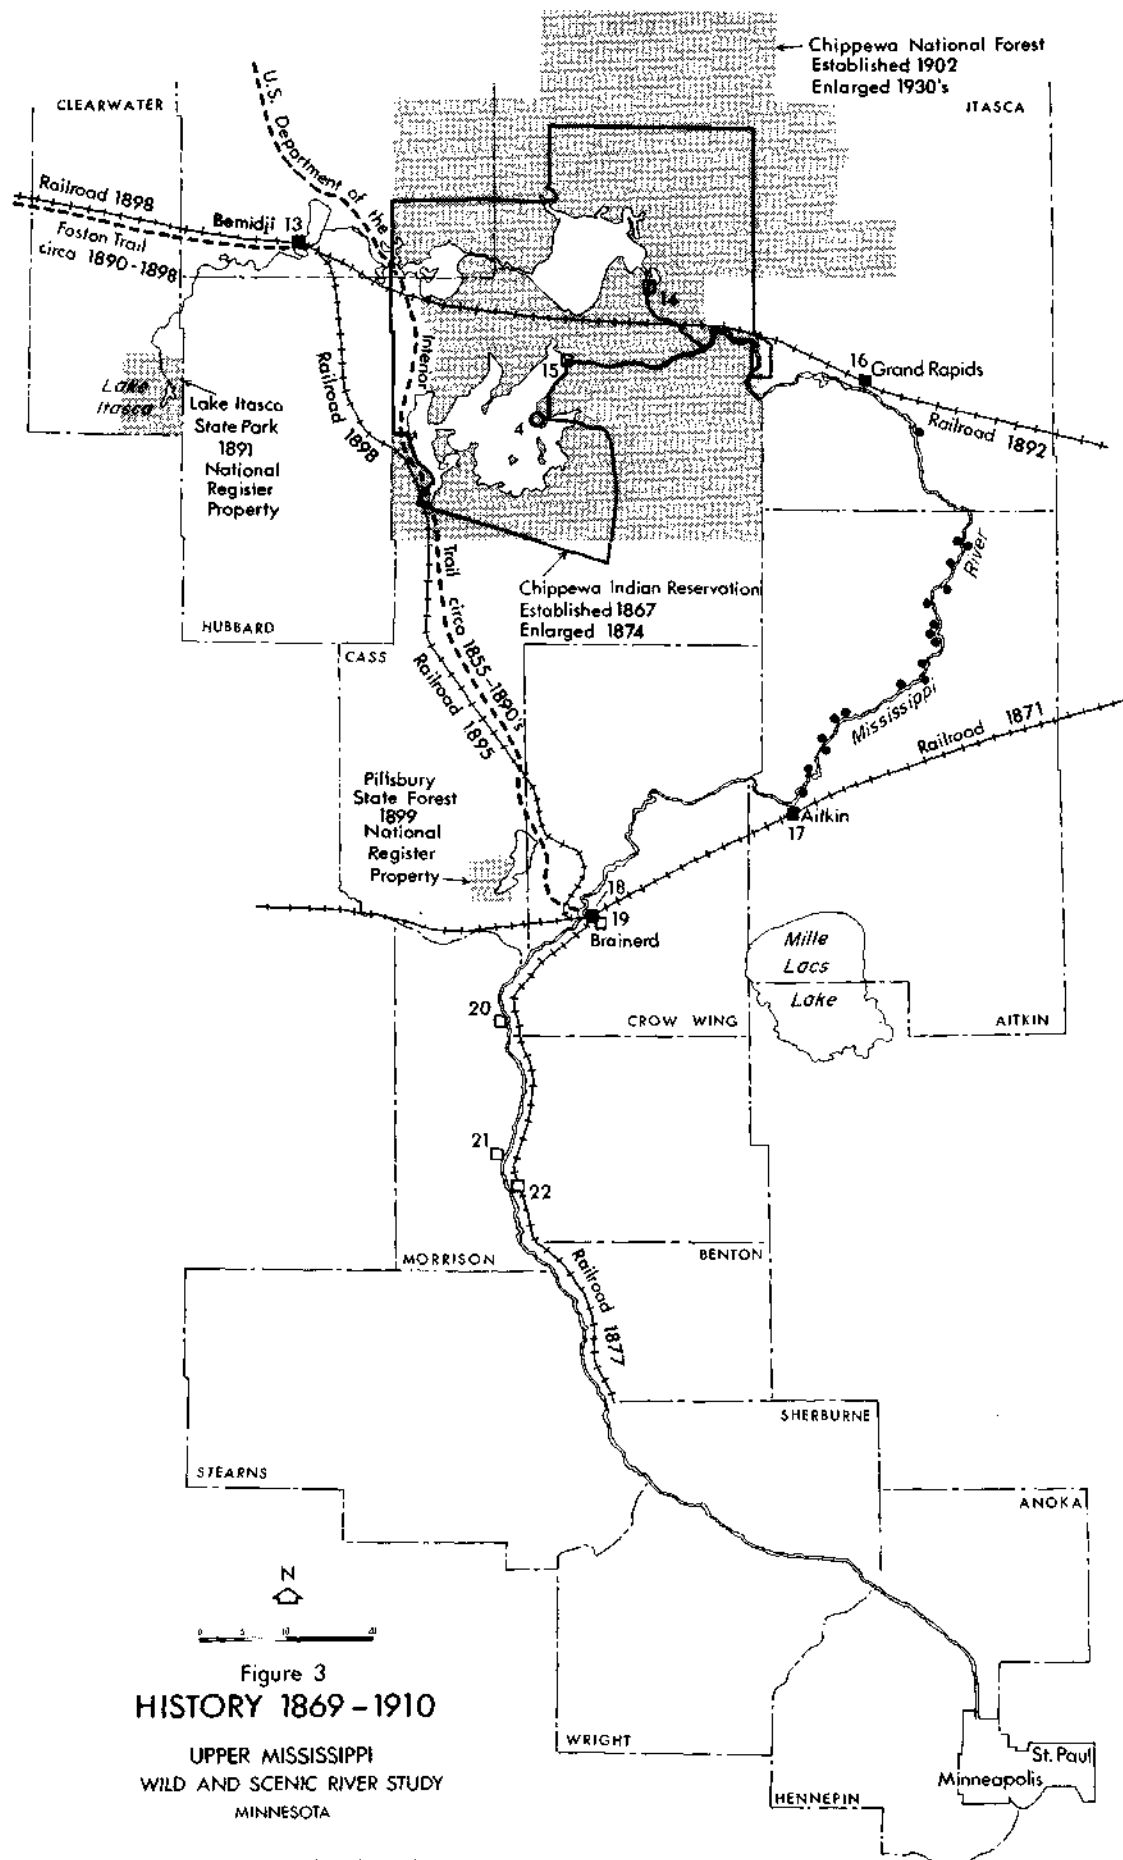 Chippewa National Forest
Established 1902
Enlarged 1930's
CLEARWATER
ITASCA
U.S. Department of the
Interior
Trail circa 1855-1890's
Railroad 1898
Bemidji 13
Foston Trail
circa 1890-1898
14
15
4
16
Grand Rapids
Railroad 1892
Lake
Itasca
Lake Itasca
State Park
1891
National
Register
Property
Railroad 1898
Chippewa Indian Reservation
Established 1867
Enlarged 1874
HUBBARD
CASS
Railroad 1895
Mississippi River
Railroad 1871
Pillsbury
State Forest
1899
National
Register
Property
Aitkin
17
18
19
Brainerd
Mille
Lacs
Lake
20
CROW WING
AITKIN
21
22
MORRISON
BENTON
Railroad 1877
SHERBURNE
STEARNS
ANOKA
N
0 5 10 20
Figure 3
HISTORY 1869-1910
UPPER MISSISSIPPI
WILD AND SCENIC RIVER STUDY
MINNESOTA
WRIGHT
St. Paul
Minneapolis
HENNEPIN